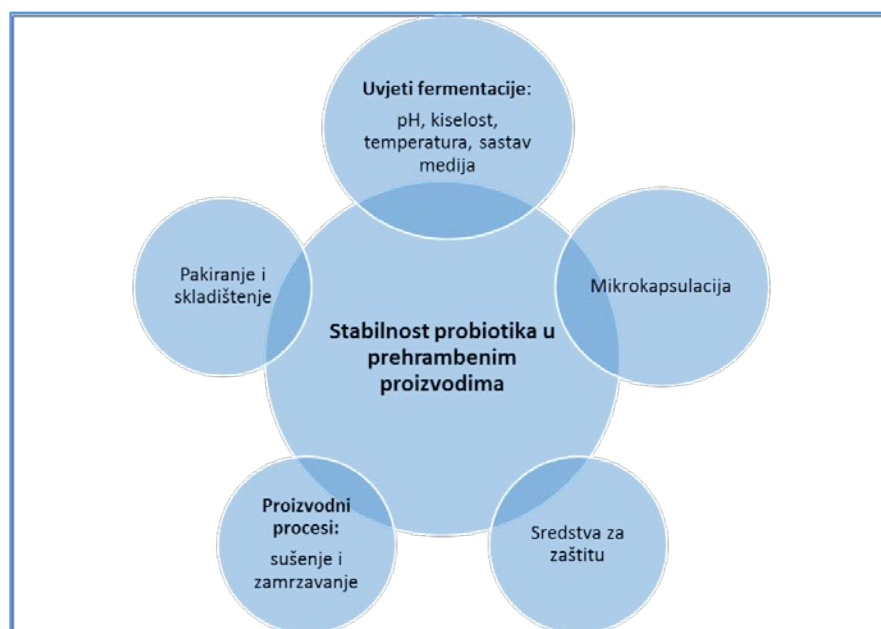 Uvjeti fermentacije:
pH, kiselost,
temperatura, sastav
medija
Pakiranje i
skladištenje
Mikrokapsulacija
Stabilnost probiotika u
prehrambenim
proizvodima
Proizvodni
procesi:
sušenje i
zamrzavanje
Sredstva za
zaštitu